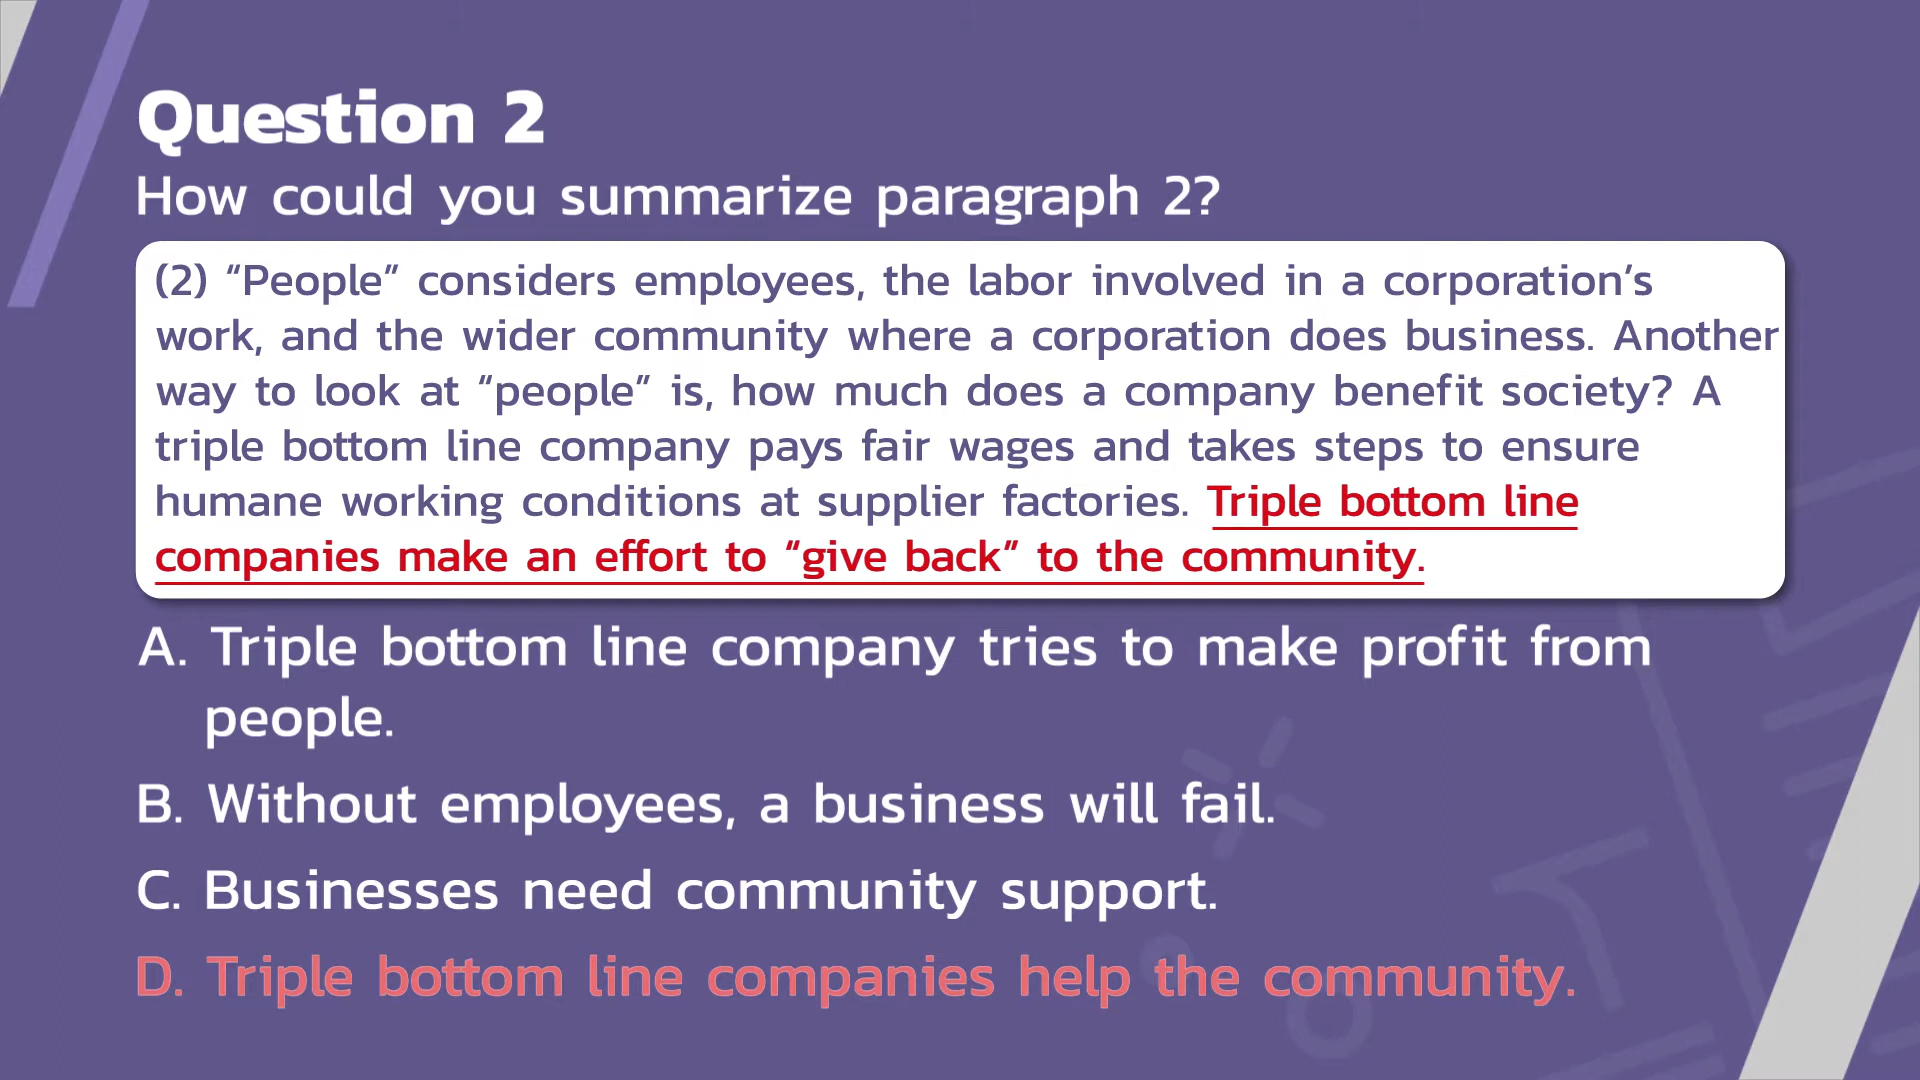 Question 2
How could you summarize paragraph 2?
(2) “People” considers employees, the labor involved in a corporation’s
work, and the wider community where a corporation does business. Another
way to look at “people” is, how much does a company benefit society? A
triple bottom line company pays fair wages and takes steps to ensure
humane working conditions at supplier factories. Triple bottom line
companies make an effort to “give back” to the community.
A. Triple bottom line company tries to make profit from
people.
B. Without employees, a business will fail.
C. Businesses need community support.
D. Triple bottom line companies help the community.